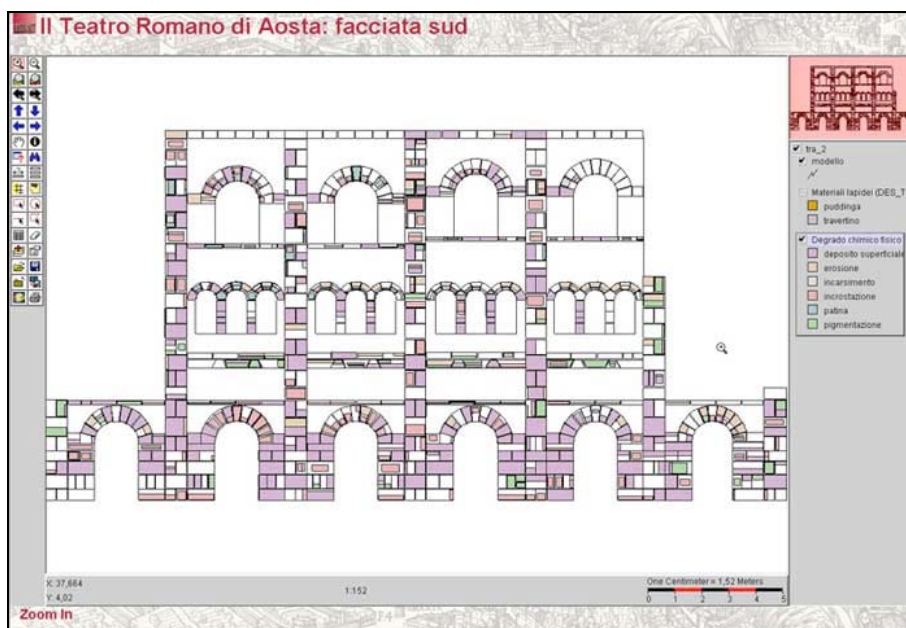 Il Teatro Romano di Aosta: facciata sud
tra_2
modello
Materiali lapidei (DES_T
puddinga
travertino
Degrado chimico fisico
deposito superficiale
erosione
incarsimento
incrostazione
patina
pigmentazione
X: 37,664
Y: 4,02
1:152
One Centimeter = 1,52 Meters
0 1 2 3 4 5
Zoom In